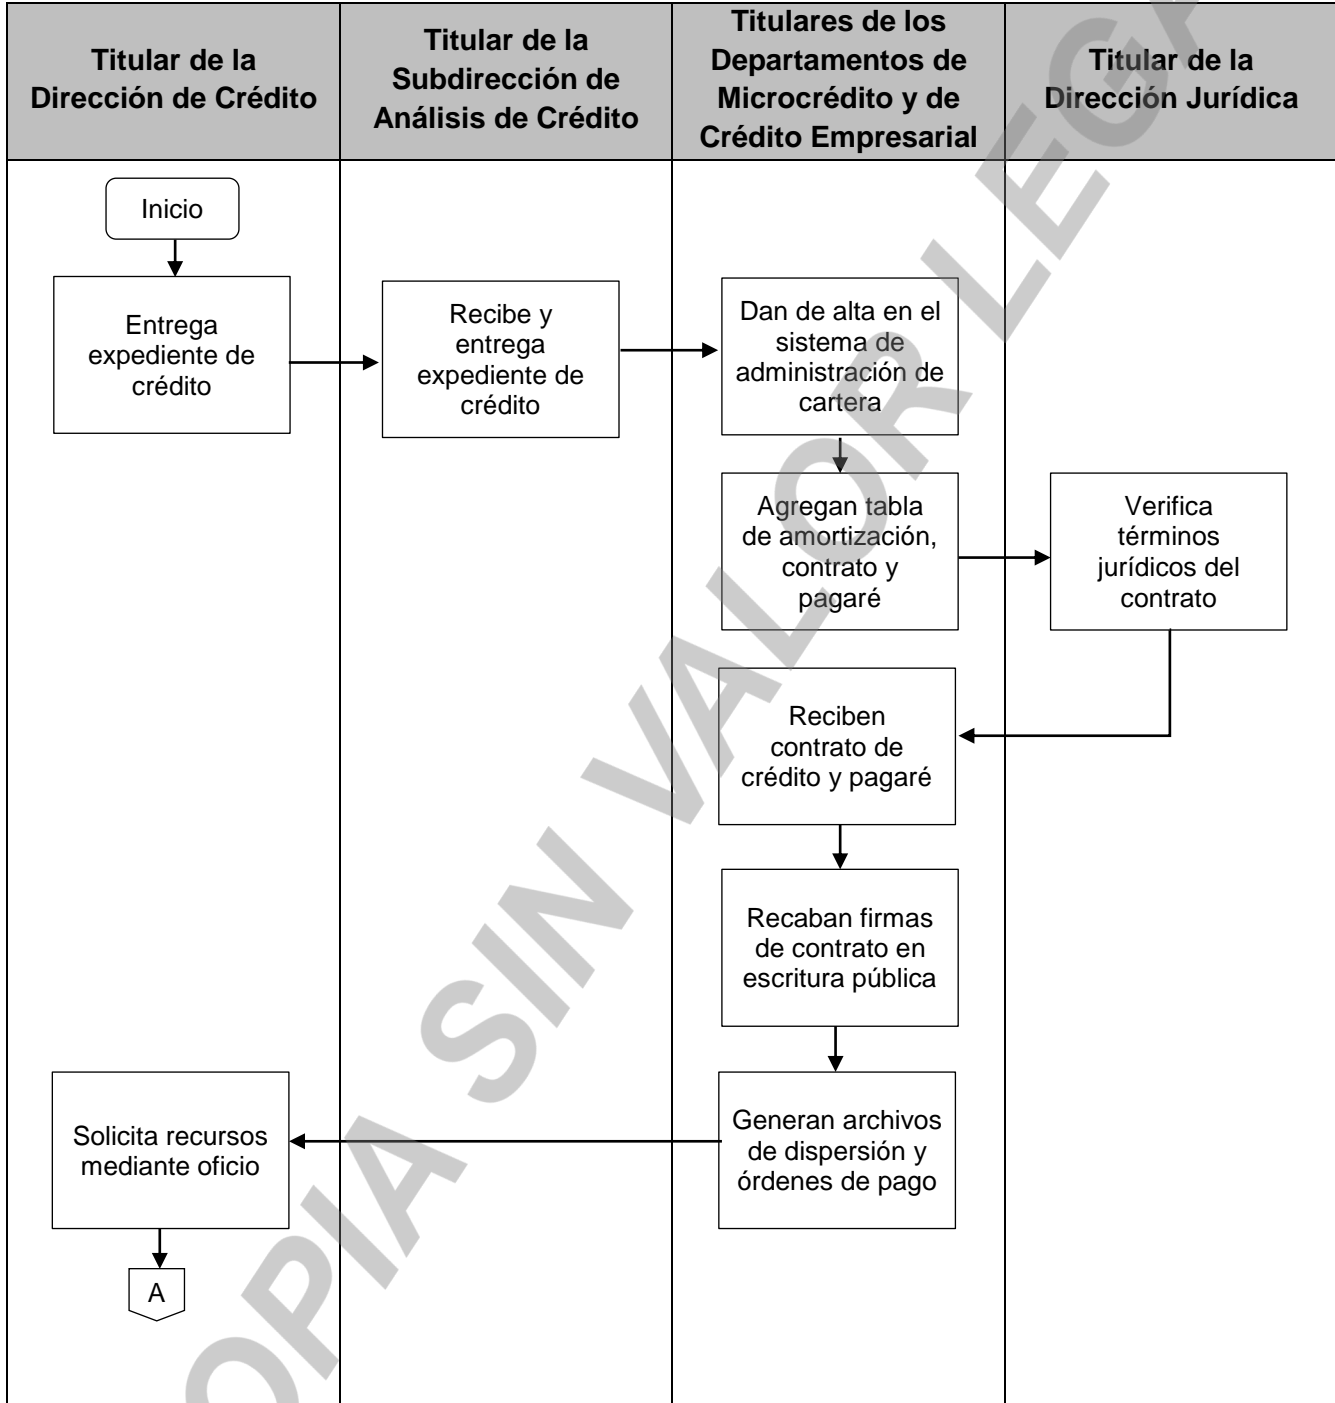 Titular de la
Dirección de Crédito
Titular de la
Subdirección de
Análisis de Crédito
Titulares de los
Departamentos de
Microcrédito y de
Crédito Empresarial
Titular de la
Dirección Jurídica
Inicio
Entrega
expediente de
crédito
Recibe y
entrega
expediente de
crédito
Dan de alta en el
sistema de
administración de
cartera
Agregan tabla
de amortización,
contrato y
pagaré
Verifica
términos
jurídicos del
contrato
Reciben
contrato de
crédito y pagaré
Recaban firmas
de contrato en
escritura pública
Generan archivos
de dispersión y
órdenes de pago
Solicita recursos
mediante oficio
A
OPIA SIN VALOR LEGA